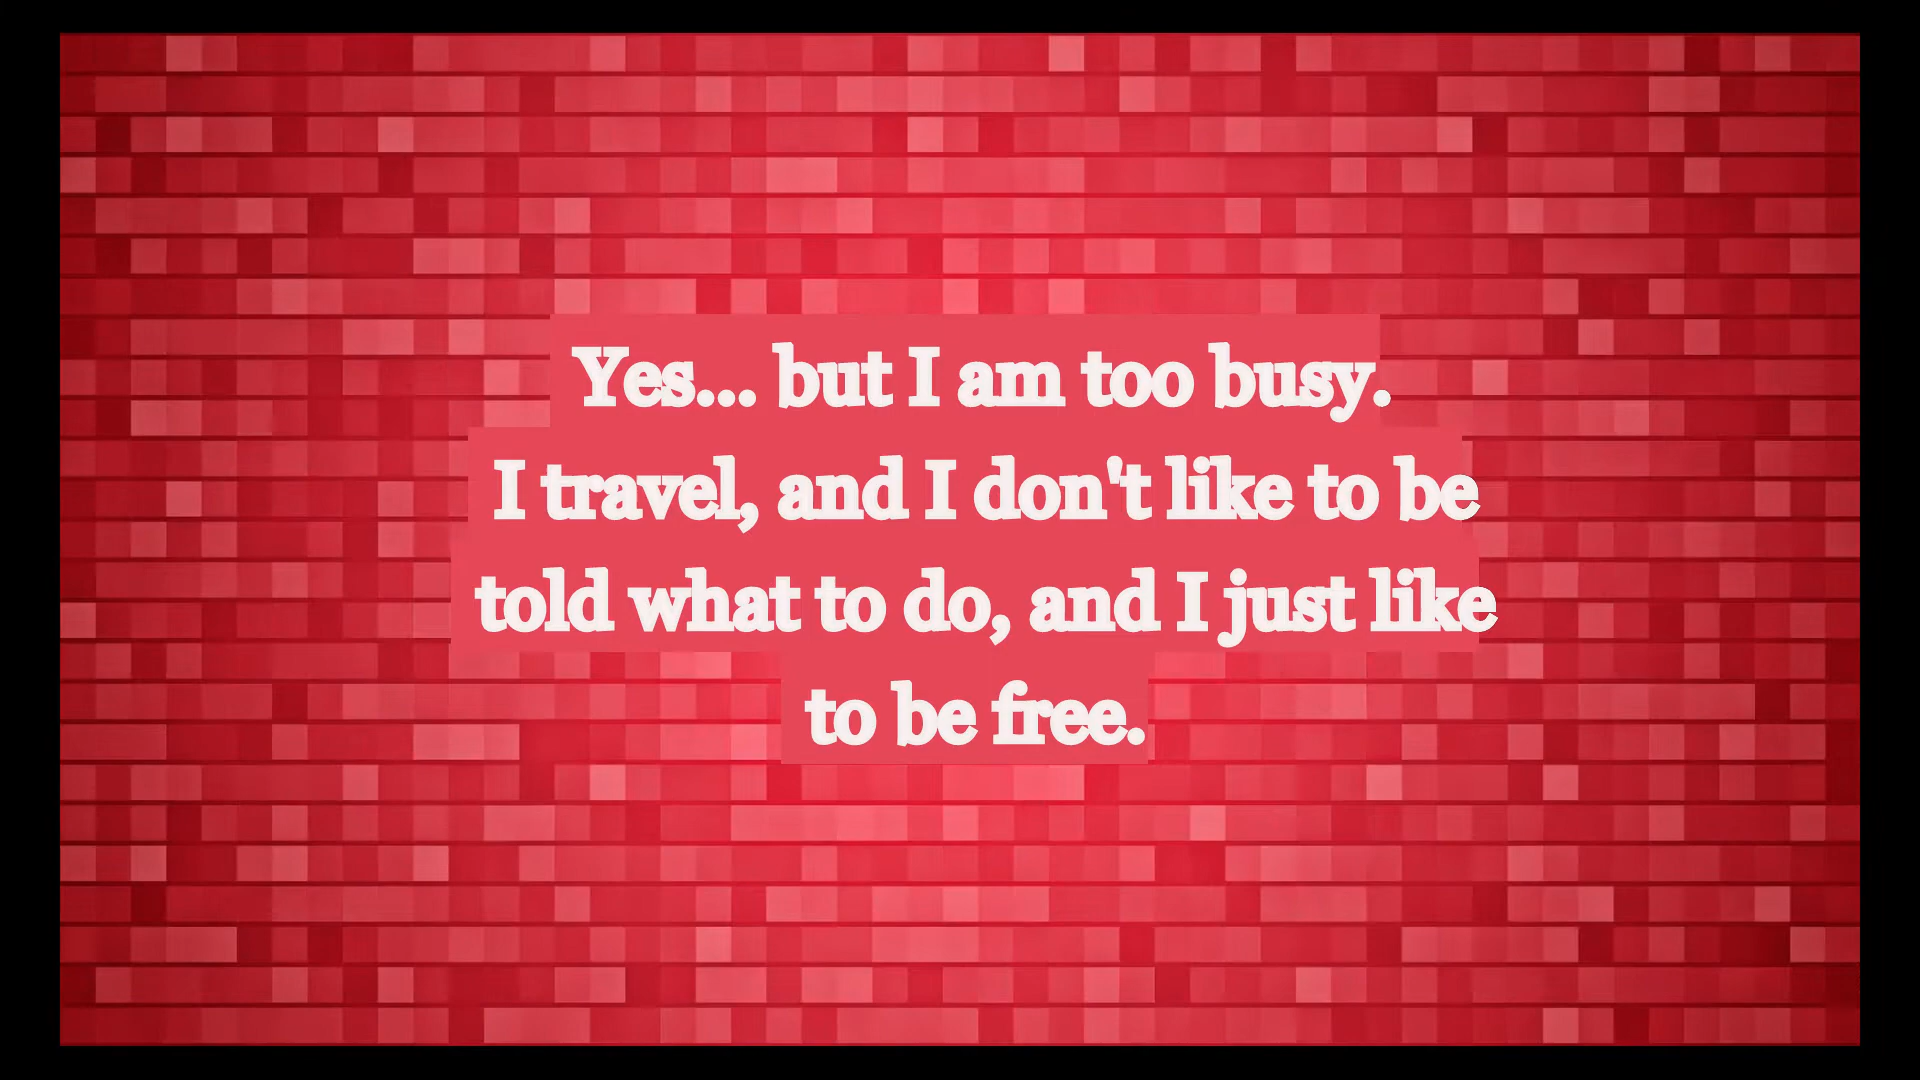 Yes... but I am too busy.
I travel, and I don't like to be
told what to do, and I just like
to be free.